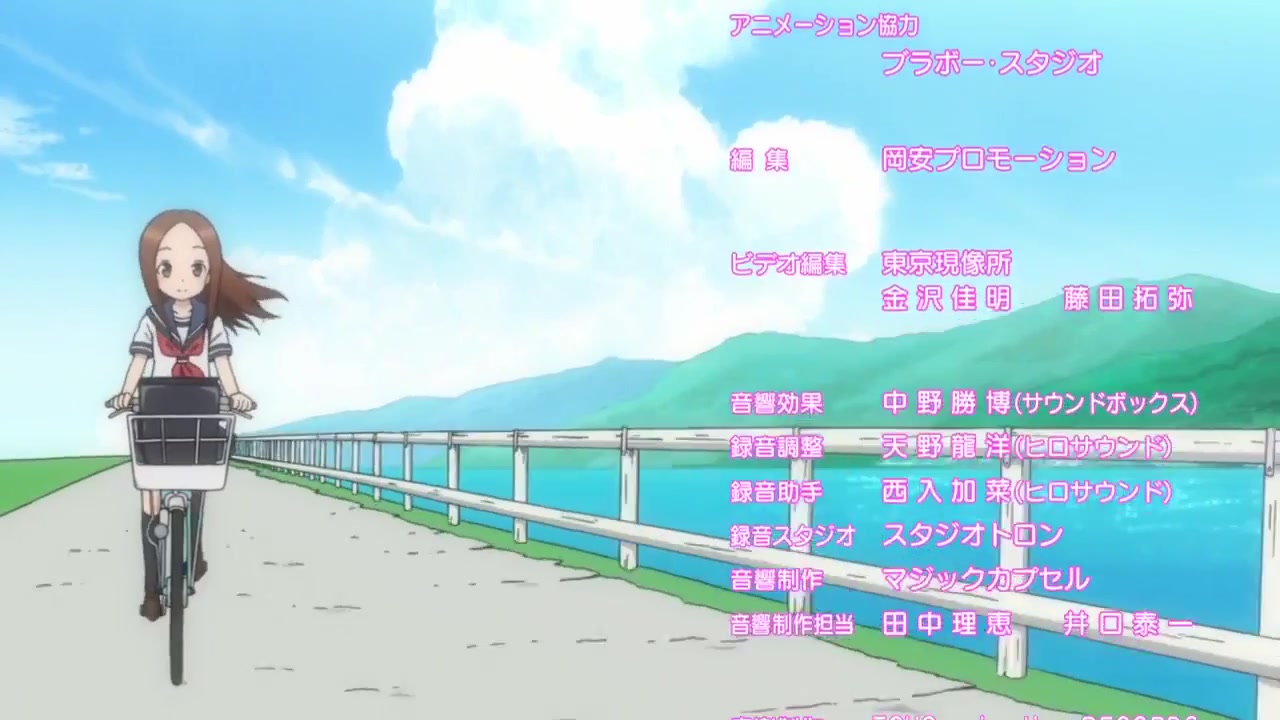 アニメーション協力
ブラボー・スタジオ
編 集 岡安プロモーション
ビデオ編集 東京現像所
金 沢 佳 明 藤 田 拓 弥
音響効果 中 野 勝 博(サウンドボックス)
録音調整 天 野 龍 洋(ヒロサウンド)
録音助手 西 入 加 菜(ヒロサウンド)
録音スタジオ スタジオトロン
音響制作 マジックカプセル
音響制作担当 田 中 理 恵 井 口 泰 一